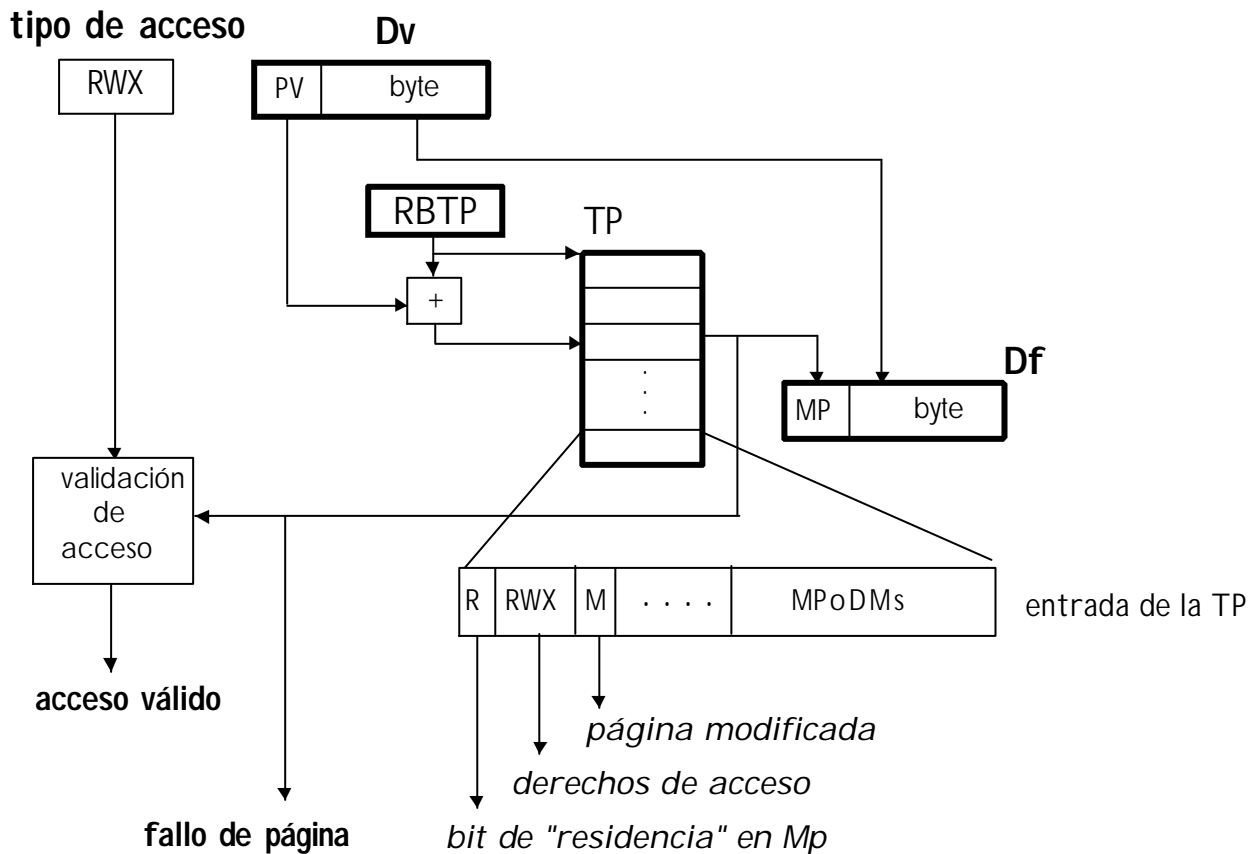 tipo de acceso
Dv
RWX
PV
byte
RBTP
TP
+
Df
MP
byte
validación
de
acceso
R
RWX
M
. . . .
MPoDMs
entrada de la TP
acceso válido
página modificada
derechos de acceso
fallo de página
bit de "residencia" en Mp